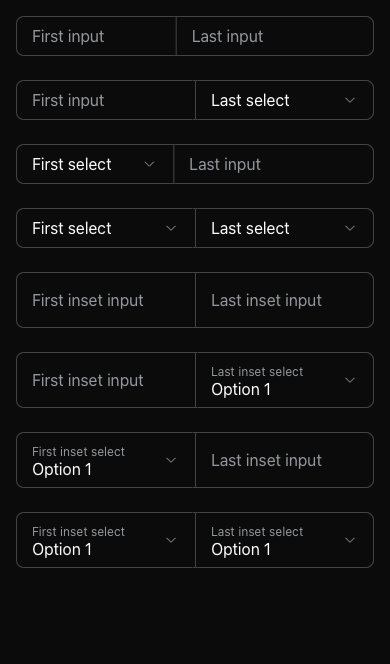 First input Last input
First input Last select
First select Last input
First select Last select
First inset input Last inset input
First inset input Last inset select
Option 1
First inset select
Option 1 Last inset input
First inset select Last inset select
Option 1 Option 1